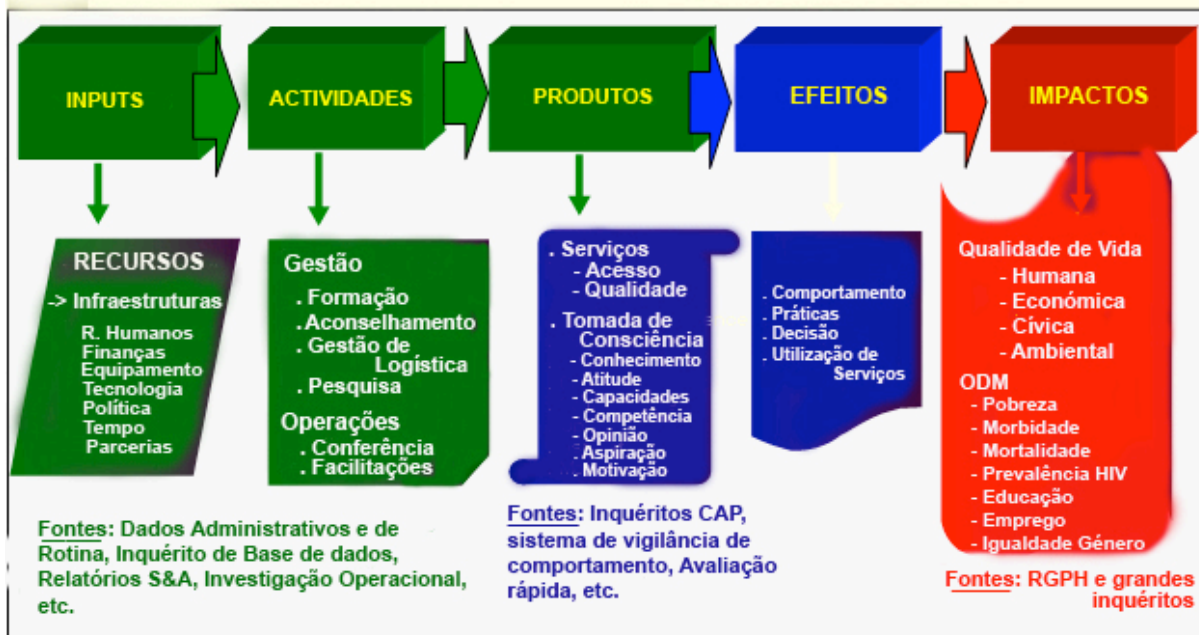 INPUTS
ACTIVIDADES
PRODUTOS
EFEITOS
IMPACTOS
RECURSOS
-> Infraestruturas
R. Humanos
Finanças
Equipamento
Tecnologia
Política
Tempo
Parcerias
Gestão
. Formação
. Aconselhamento
. Gestão de
Logística
. Pesquisa
Operações
. Conferência
. Facilitações
. Serviços
- Acesso
- Qualidade
. Tomada de
Consciência
- Conhecimento
- Atitude
- Capacidades
- Competência
- Opinião
- Aspiração
- Motivação
. Comportamento
. Práticas
. Decisão
. Utilização de
Serviços
Qualidade de Vida
- Humana
- Económica
- Cívica
- Ambiental
ODM
- Pobreza
- Morbidade
- Mortalidade
- Prevalência HIV
- Educação
- Emprego
- Igualdade Género
Fontes: Dados Administrativos e de
Rotina, Inquérito de Base de dados,
Relatórios S&A, Investigação Operacional,
etc.
Fontes: Inquéritos CAP,
sistema de vigilância de
comportamento, Avaliação
rápida, etc.
Fontes: RGPH e grandes
inquéritos